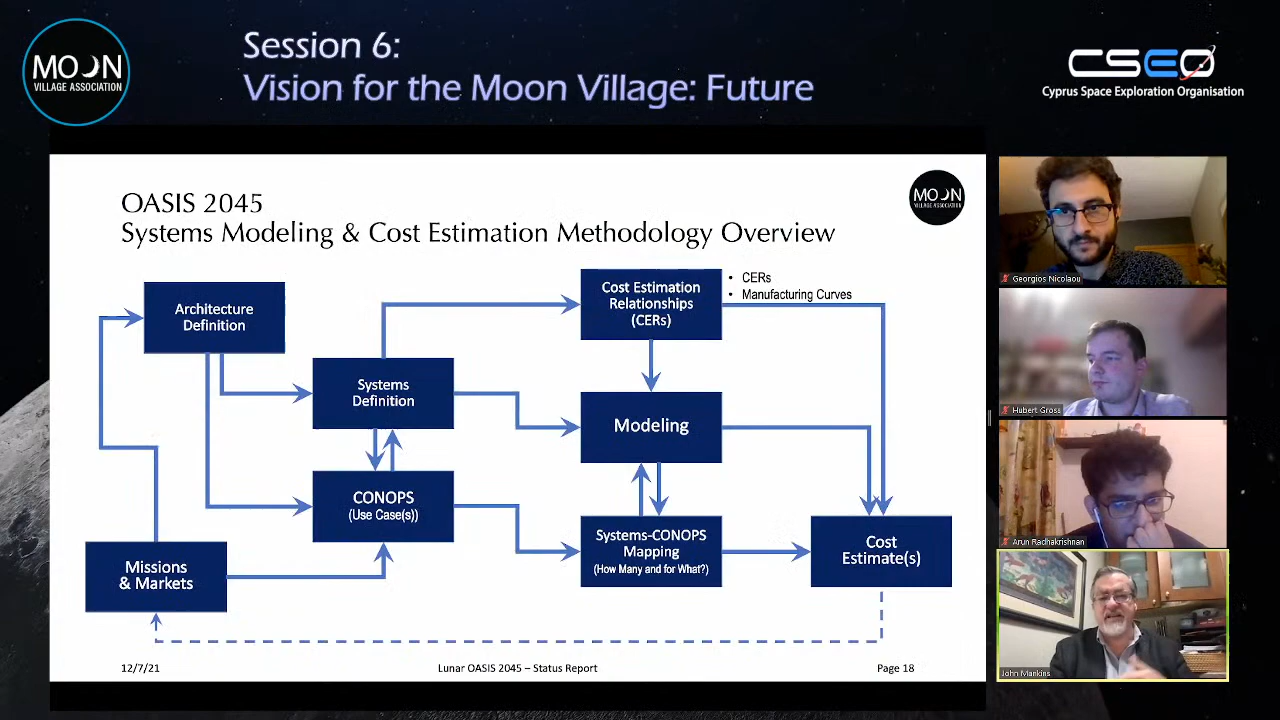 MOON
VILLAGE ASSOCIATION
Session 6:
Vision for the Moon Village: Future
CSEO
Cyprus Space Exploration Organisation
OASIS 2045
Systems Modeling & Cost Estimation Methodology Overview
MOON
VILLAGE ASSOCIATION
Architecture
Definition
Systems
Definition
CONOPS
(Use Case(s))
Missions
& Markets
Cost Estimation
Relationships
(CERs)
• CERs
• Manufacturing Curves
Modeling
Systems-CONOPS
Mapping
(How Many and for What?)
Cost
Estimate(s)
12/7/21
Lunar OASIS 2045 – Status Report
Page 18
Georgios Nicolaou
Hubert Gross
Arun Radhakrishnan
John Mankins